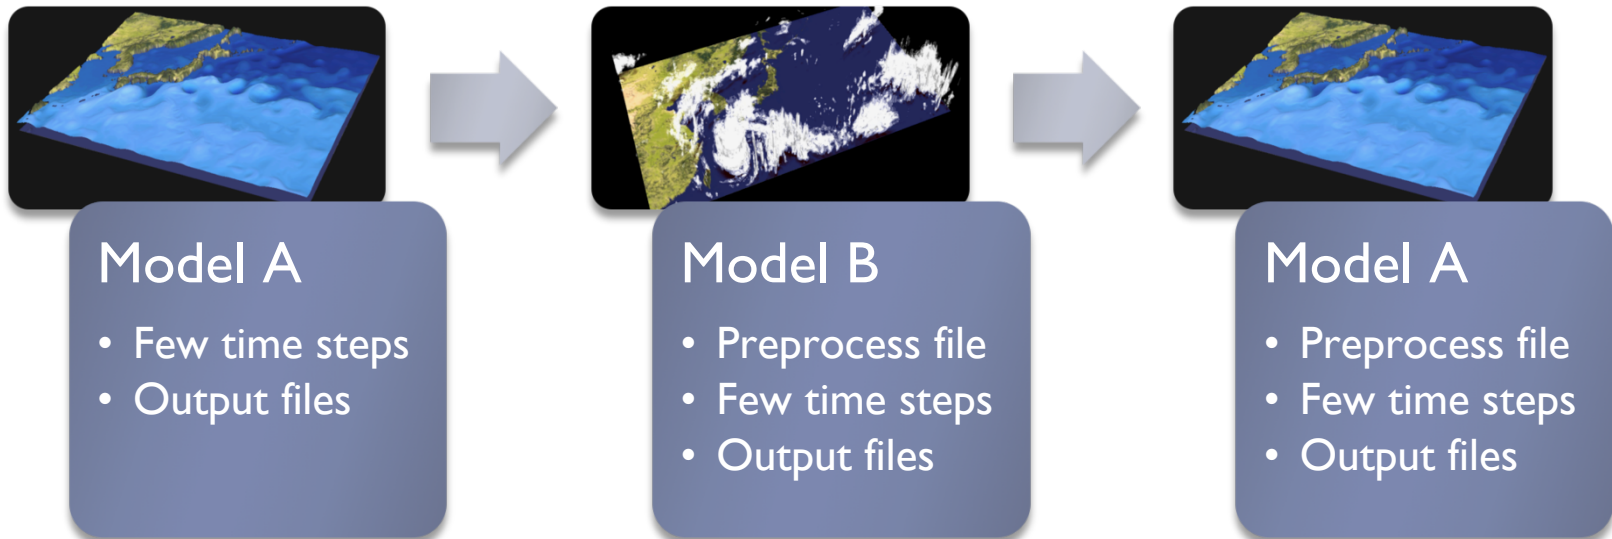 Model A
• Few time steps
• Output files
Model B
• Preprocess file
• Few time steps
• Output files
Model A
• Preprocess file
• Few time steps
• Output files